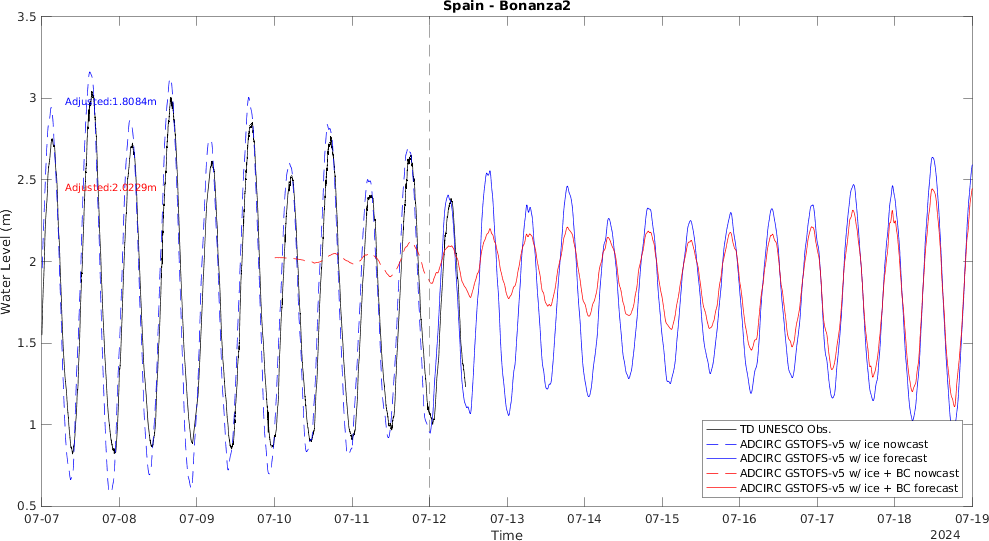 Spain - Bonanza2
3.5
3
2.5
2
1.5
1
0.5
Water Level (m)
Adjusted:1.8084m
Adjusted:2.0229m
TD UNESCO Obs.
ADCIRC GSTOFS-v5 w/ ice nowcast
ADCIRC GSTOFS-v5 w/ ice forecast
ADCIRC GSTOFS-v5 w/ ice + BC nowcast
ADCIRC GSTOFS-v5 w/ ice + BC forecast
07-07 07-08 07-09 07-10 07-11 07-12 07-13 07-14 07-15 07-16 07-17 07-18 07-19
Time
2024